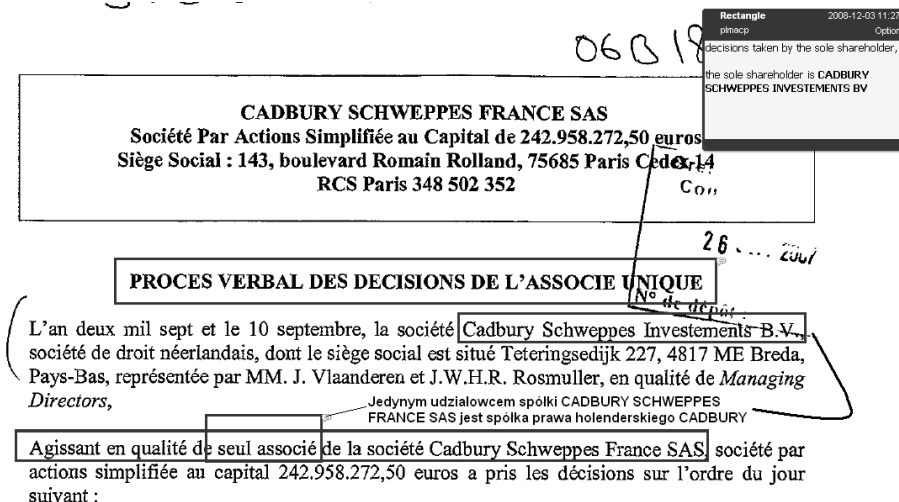 06B18
Rectangle 2008-12-03 11:27
plmacp Option
decisions taken by the sole shareholder,
the sole shareholder is CADBURY
SCHWEPPES INVESTEMENTS BV
CADBURY SCHWEPPES FRANCE SAS
Société Par Actions Simplifiée au Capital de 242.958.272,50 euros
Siège Social : 143, boulevard Romain Rolland, 75685 Paris Cedex 14
RCS Paris 348 502 352
26 2007
PROCES VERBAL DES DECISIONS DE L'ASSOCIE UNIQUE
N° de dépôt :
L'an deux mil sept et le 10 septembre, la société Cadbury Schweppes Investements B.V.,
société de droit néerlandais, dont le siège social est situé Teteringsedijk 227, 4817 ME Breda,
Pays-Bas, représentée par MM. J. Vlaanderen et J.W.H.R. Rosmuller, en qualité de Managing
Directors,
Jedynym udzialowcem spólki CADBURY SCHWEPPES
FRANCE SAS jest spólka prawa holenderskiego CADBURY
Agissant en qualité de seul associé de la société Cadbury Schweppes France SAS, société par
actions simplifiée au capital 242.958.272,50 euros a pris les décisions sur l'ordre du jour
suivant :